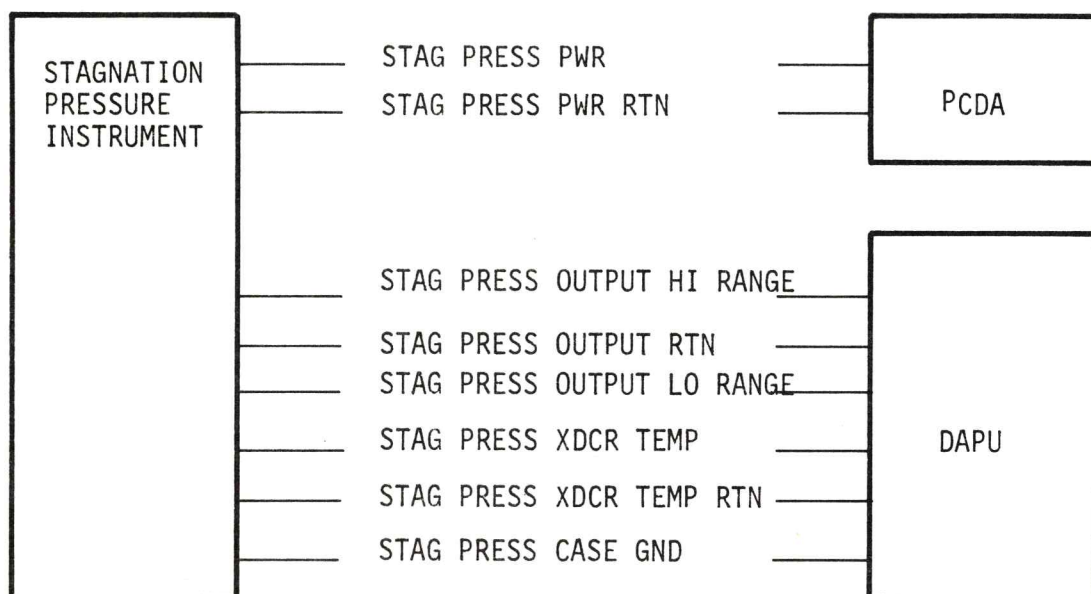 STAGNATION
PRESSURE
INSTRUMENT
STAG PRESS PWR
STAG PRESS PWR RTN
PCDA
STAG PRESS OUTPUT HI RANGE
STAG PRESS OUTPUT RTN
STAG PRESS OUTPUT LO RANGE
STAG PRESS XDCR TEMP
STAG PRESS XDCR TEMP RTN
STAG PRESS CASE GND
DAPU